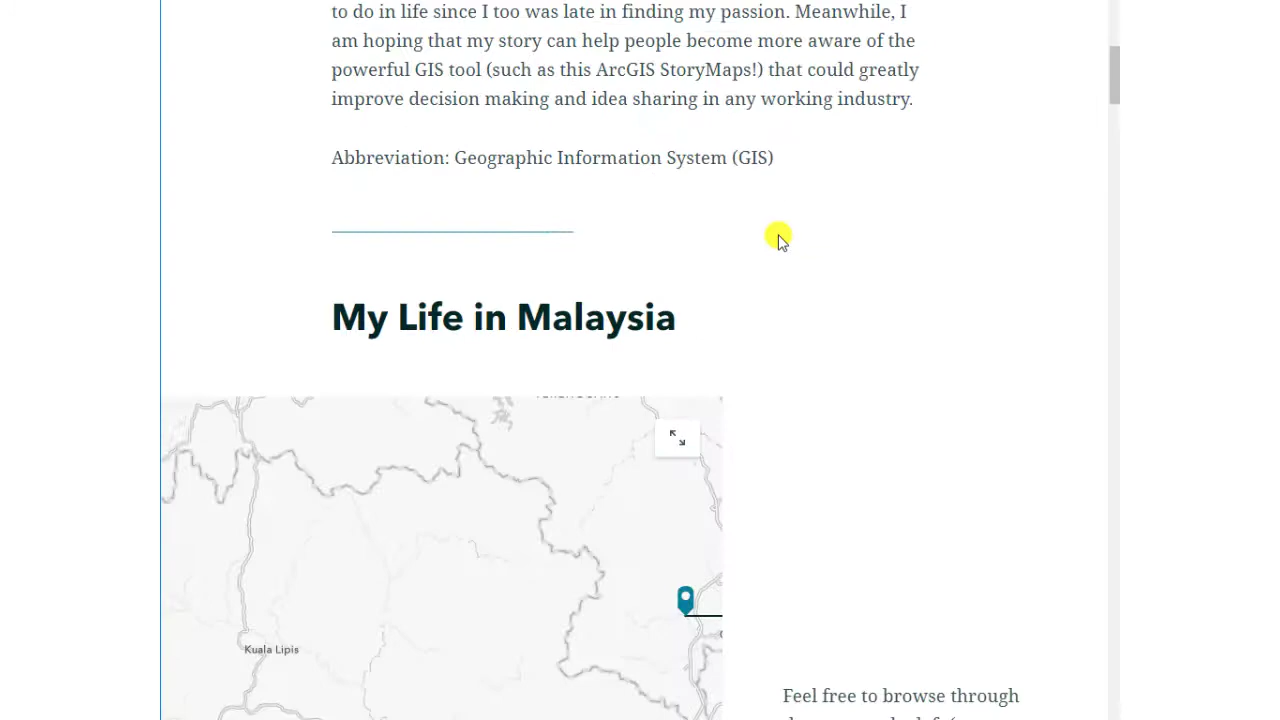 to do in life since I too was late in finding my passion. Meanwhile, I
am hoping that my story can help people become more aware of the
powerful GIS tool (such as this ArcGIS StoryMaps!) that could greatly
improve decision making and idea sharing in any working industry.
Abbreviation: Geographic Information System (GIS)
My Life in Malaysia
Kuala Lipis
Feel free to browse through